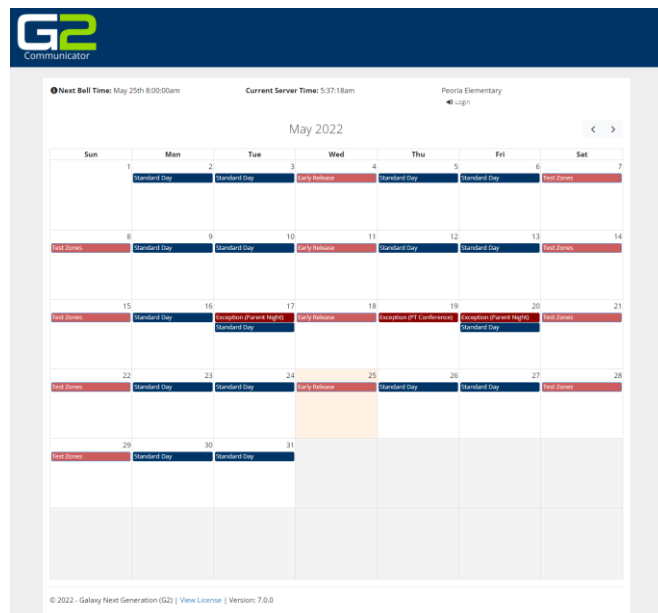 G2
Communicator
Next Bell Time: May 25th 8:00:00am Current Server Time: 5:37:18am Peoria Elementary
Login
May 2022
Sun Mon Tue Wed Thu Fri Sat
1 2 3 4 5 6 7
Standard Day Standard Day Early Release Standard Day Standard Day Test Zones
8 9 10 11 12 13 14
Test Zones Standard Day Standard Day Early Release Standard Day Standard Day Test Zones
15 16 17 18 19 20 21
Test Zones Standard Day Exception (Parent Night) Early Release Exception (PT Conference) Exception (Parent Night) Test Zones
Standard Day Standard Day
22 23 24 25 26 27 28
Test Zones Standard Day Standard Day Early Release Standard Day Standard Day Test Zones
29 30 31
Test Zones Standard Day Standard Day
© 2022 - Galaxy Next Generation (G2) | View License | Version: 7.0.0